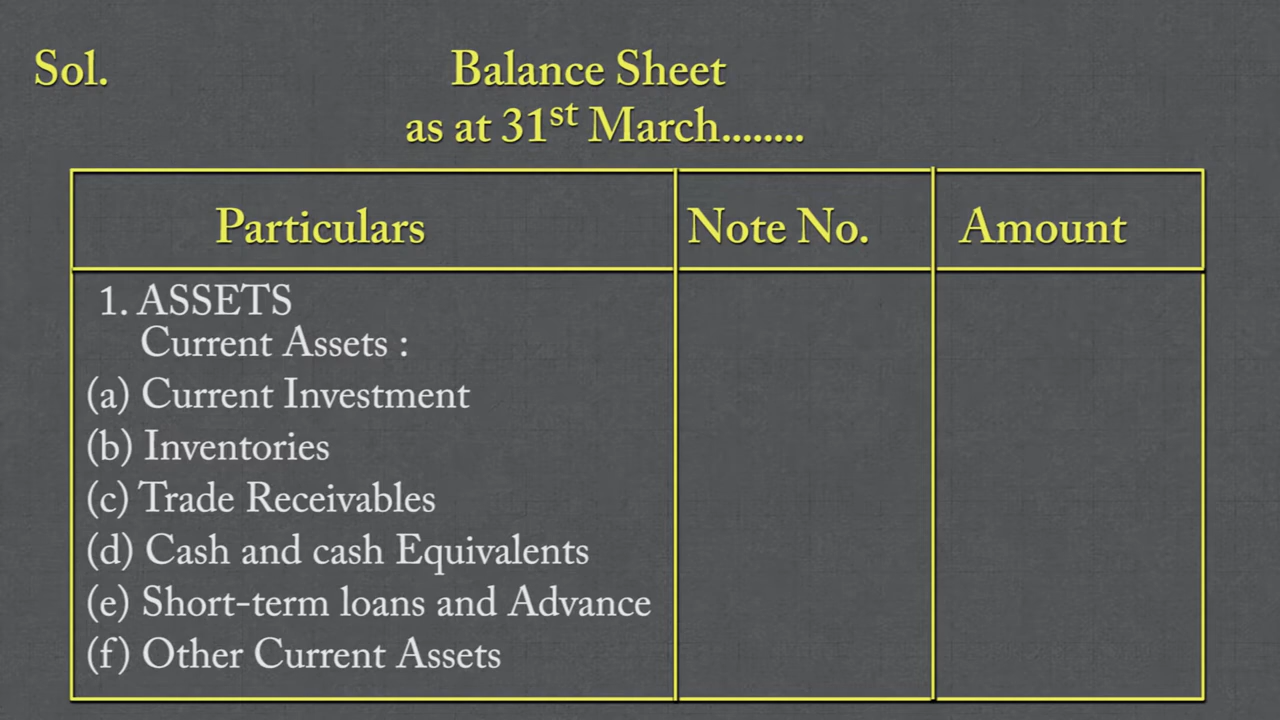 Sol.
Balance Sheet
as at 31st March........
Particulars
Note No.
Amount
1. ASSETS
Current Assets :
(a) Current Investment
(b) Inventories
(c) Trade Receivables
(d) Cash and cash Equivalents
(e) Short-term loans and Advance
(f) Other Current Assets